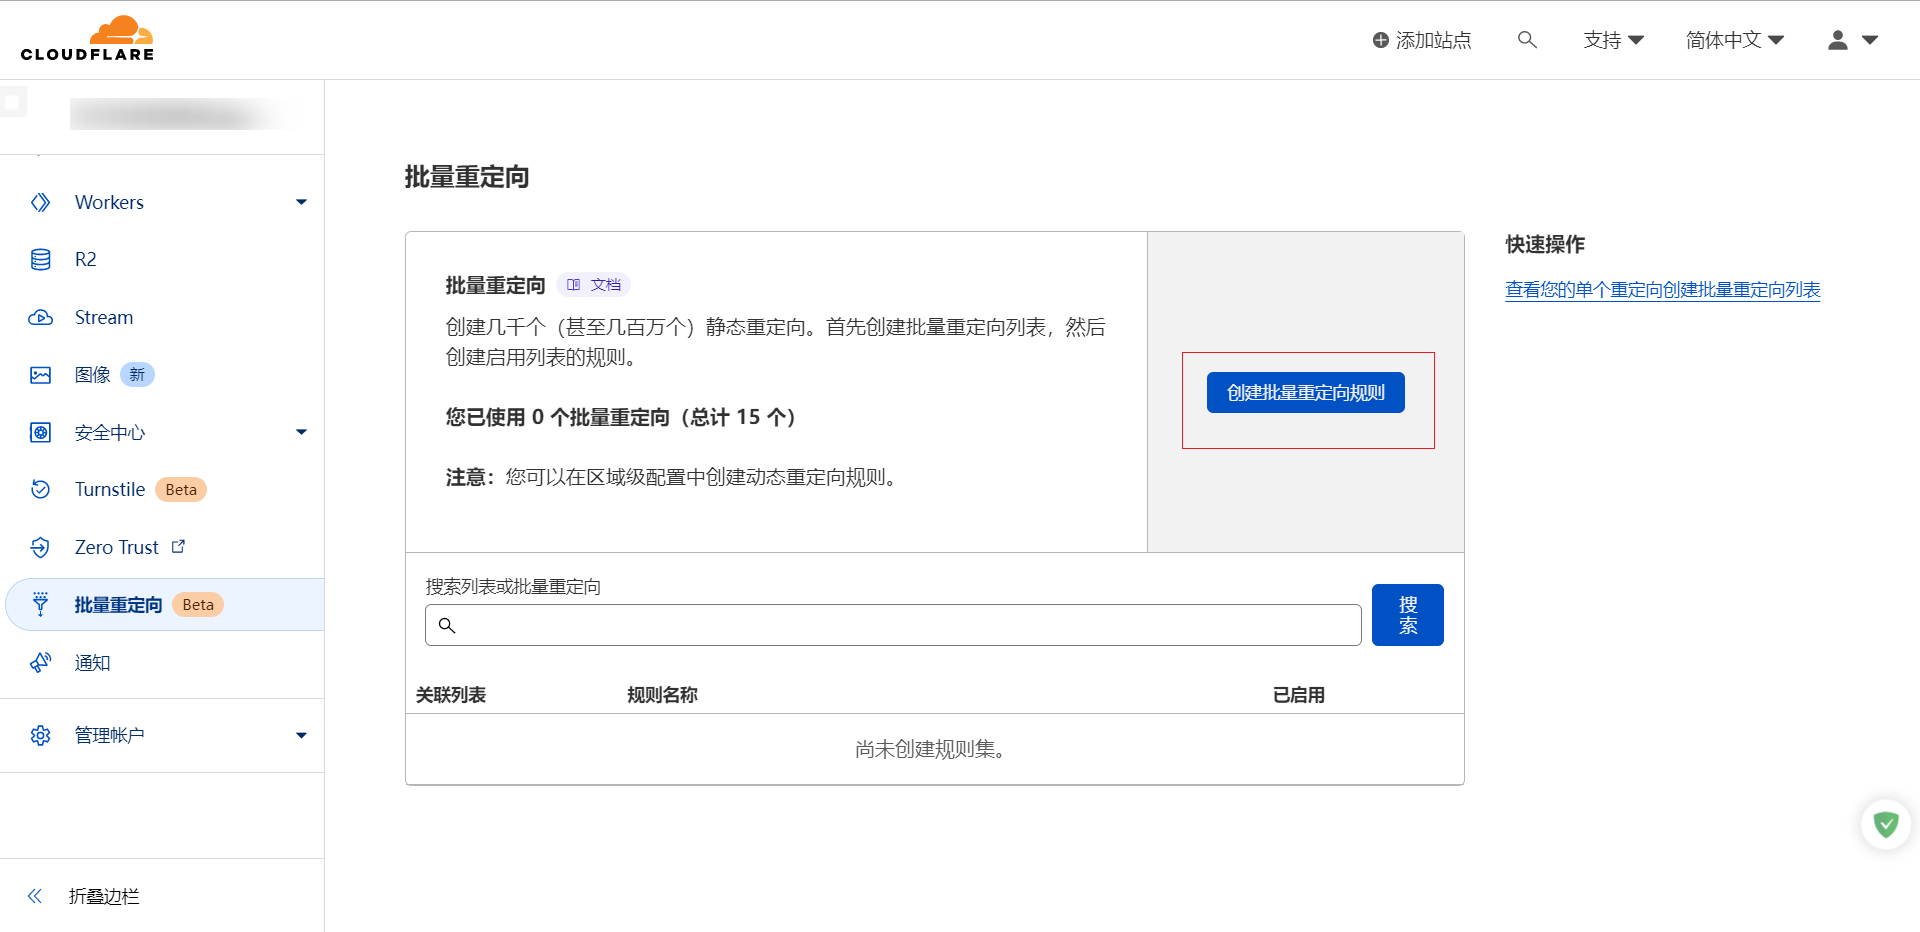 CLOUDFLARE
添加站点
支持
简体中文
Workers
R2
Stream
图像 新
安全中心
Turnstile Beta
Zero Trust
批量重定向 Beta
通知
管理帐户
折叠边栏
批量重定向
批量重定向 文档
创建几千个（甚至几百万个）静态重定向。首先创建批量重定向列表，然后
创建启用列表的规则。
您已使用 0 个批量重定向（总计 15 个）
注意：您可以在区域级配置中创建动态重定向规则。
创建批量重定向规则
搜索列表或批量重定向
搜
索
关联列表 规则名称 已启用
尚未创建规则集。
快速操作
查看您的单个重定向创建批量重定向列表